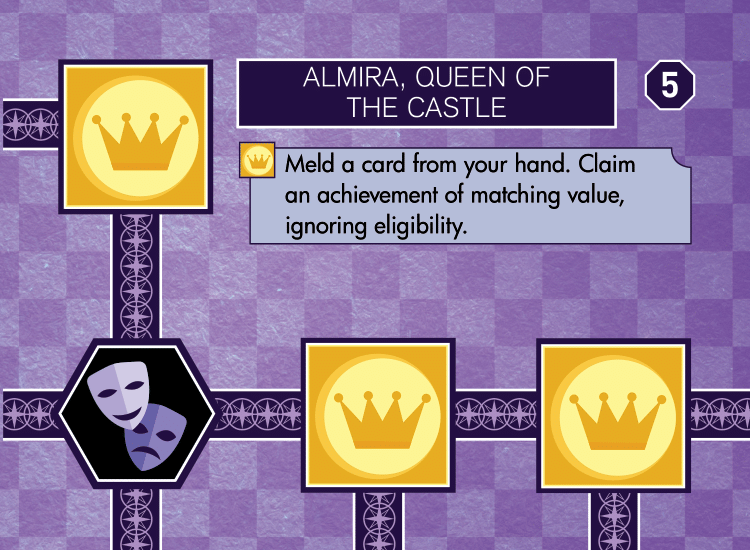 ALMIRA, QUEEN OF
THE CASTLE
5
Meld a card from your hand. Claim
an achievement of matching value,
ignoring eligibility.